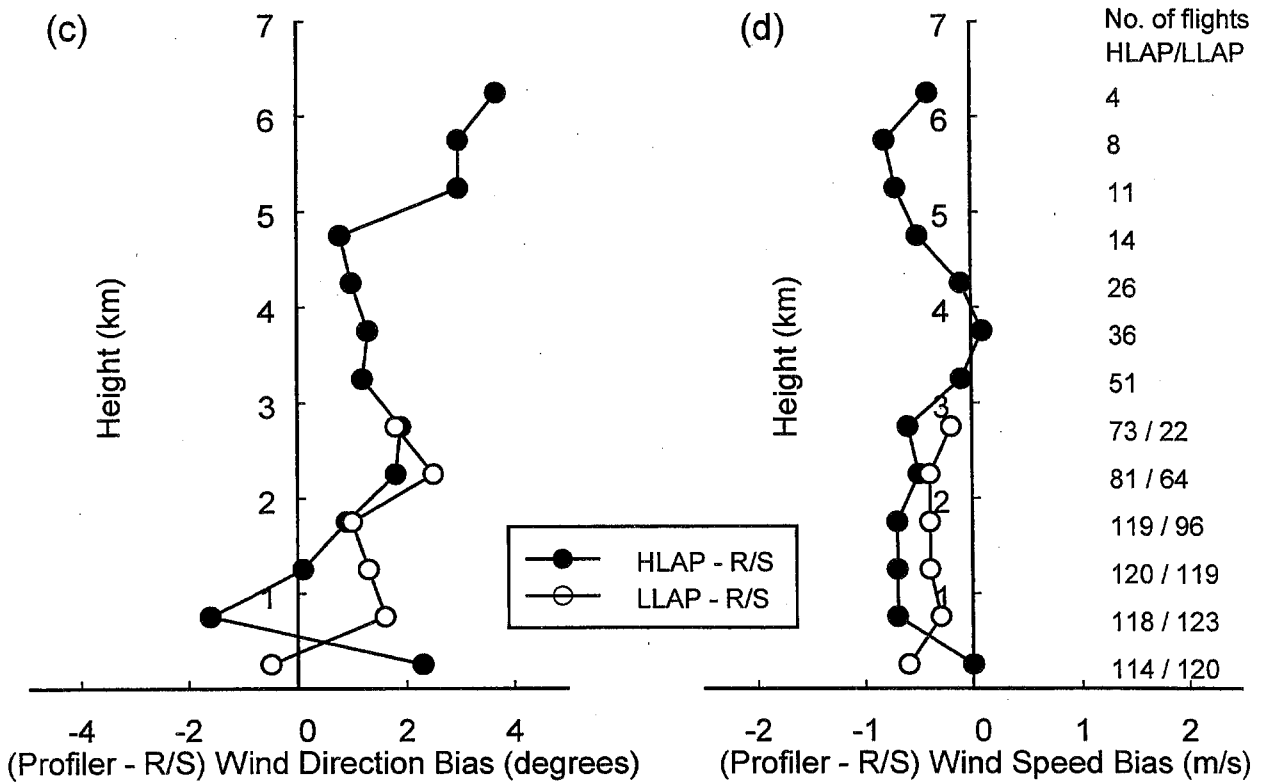 (c)
7
6
5
4
3
2
1
Height (km)
-4 -2 0 2 4
(Profiler - R/S) Wind Direction Bias (degrees)
HLAP - R/S
LLAP - R/S
(d)
7
6
5
4
3
2
1
Height (km)
-2 -1 0 1 2
(Profiler - R/S) Wind Speed Bias (m/s)
No. of flights
HLAP/LLAP
4
8
11
14
26
36
51
73 / 22
81 / 64
119 / 96
120 / 119
118 / 123
114 / 120